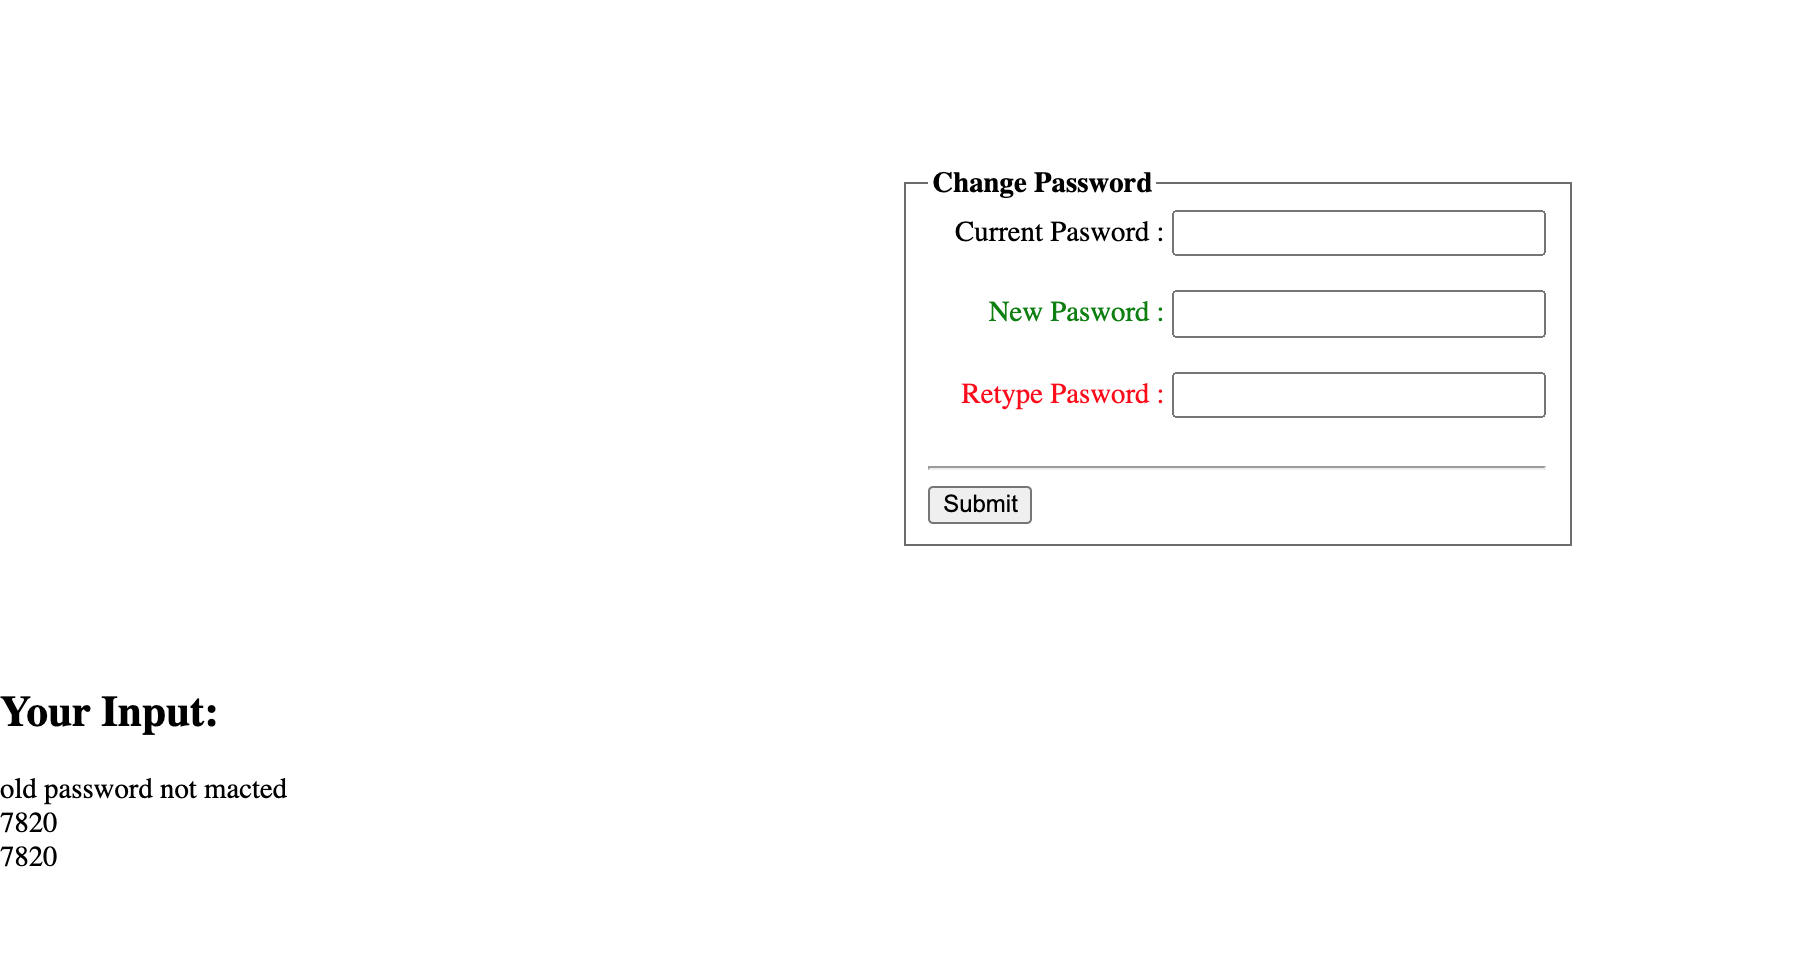 Change Password
Current Pasword :
New Pasword :
Retype Pasword :
Submit
Your Input:
old password not macted
7820
7820